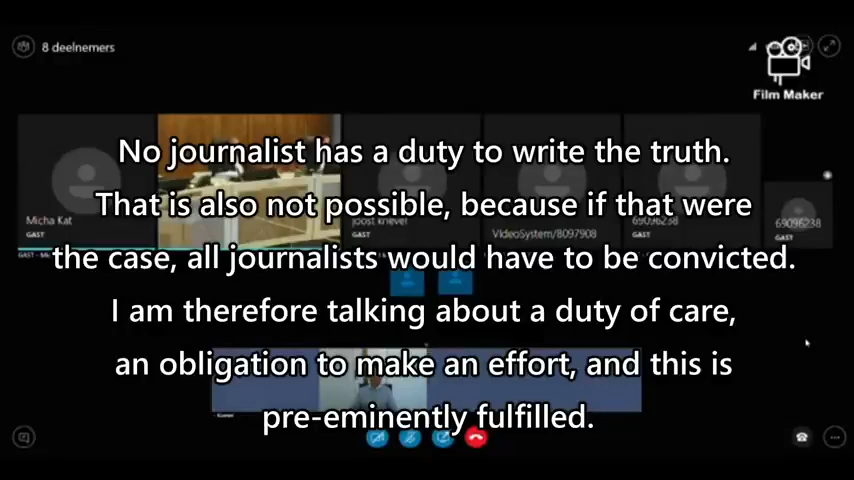 8 deelnemers
Film Maker
No journalist has a duty to write the truth.
That is also not possible, because if that were
the case, all journalists would have to be convicted.
I am therefore talking about a duty of care,
an obligation to make an effort, and this is
pre-eminently fulfilled.
Micha Kat
GAST
joost knevel
VideoSystem/8097908
69096238
GAST
69096238
GAST